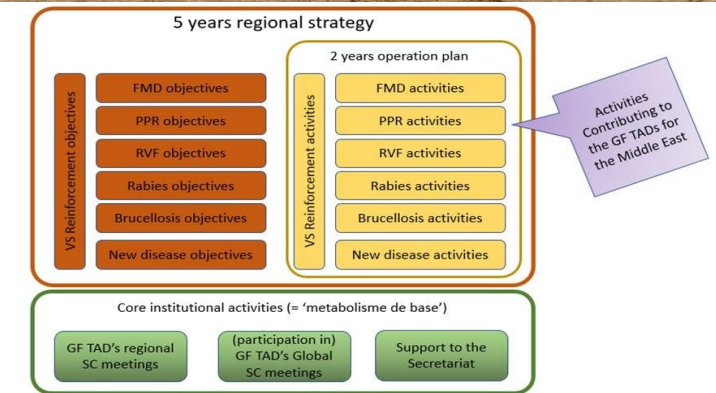 5 years regional strategy
2 years operation plan
VS Reinforcement objectives
FMD objectives
PPR objectives
RVF objectives
Rabies objectives
Brucellosis objectives
New disease objectives
VS Reinforcement activities
FMD activities
PPR activities
RVF activities
Rabies activities
Brucellosis activities
New disease activities
Activities
Contributing to
the GF TADs for
the Middle East
Core institutional activities (= ‘metabolisme de base’)
GF TAD’s regional
SC meetings
(participation in)
GF TAD’s Global
SC meetings
Support to the
Secretariat